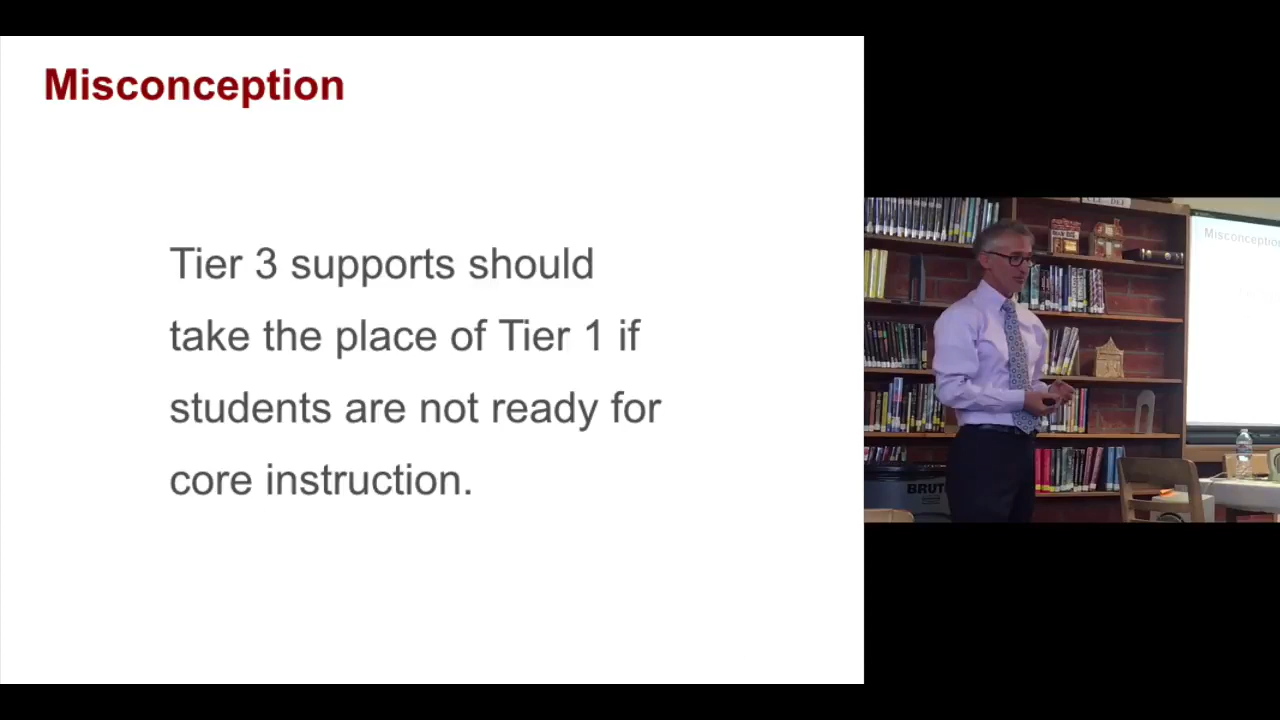 Misconception
Tier 3 supports should
take the place of Tier 1 if
students are not ready for
core instruction.
Misconception